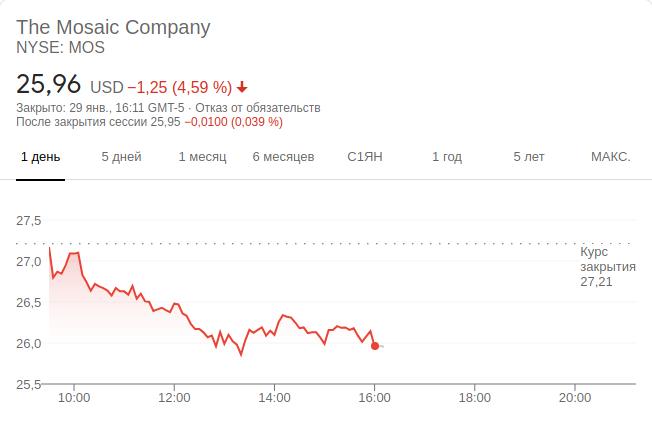 The Mosaic Company
NYSE: MOS
25,96 USD −1,25 (4,59 %)
Закрыто: 29 янв., 16:11 GMT-5 · Отказ от обязательств
После закрытия сессии 25,95 −0,0100 (0,039 %)
1 день 5 дней 1 месяц 6 месяцев С1ЯН 1 год 5 лет МАКС.
27,5
27,0
26,5
26,0
25,5
Курс
закрытия
27,21
10:00 12:00 14:00 16:00 18:00 20:00